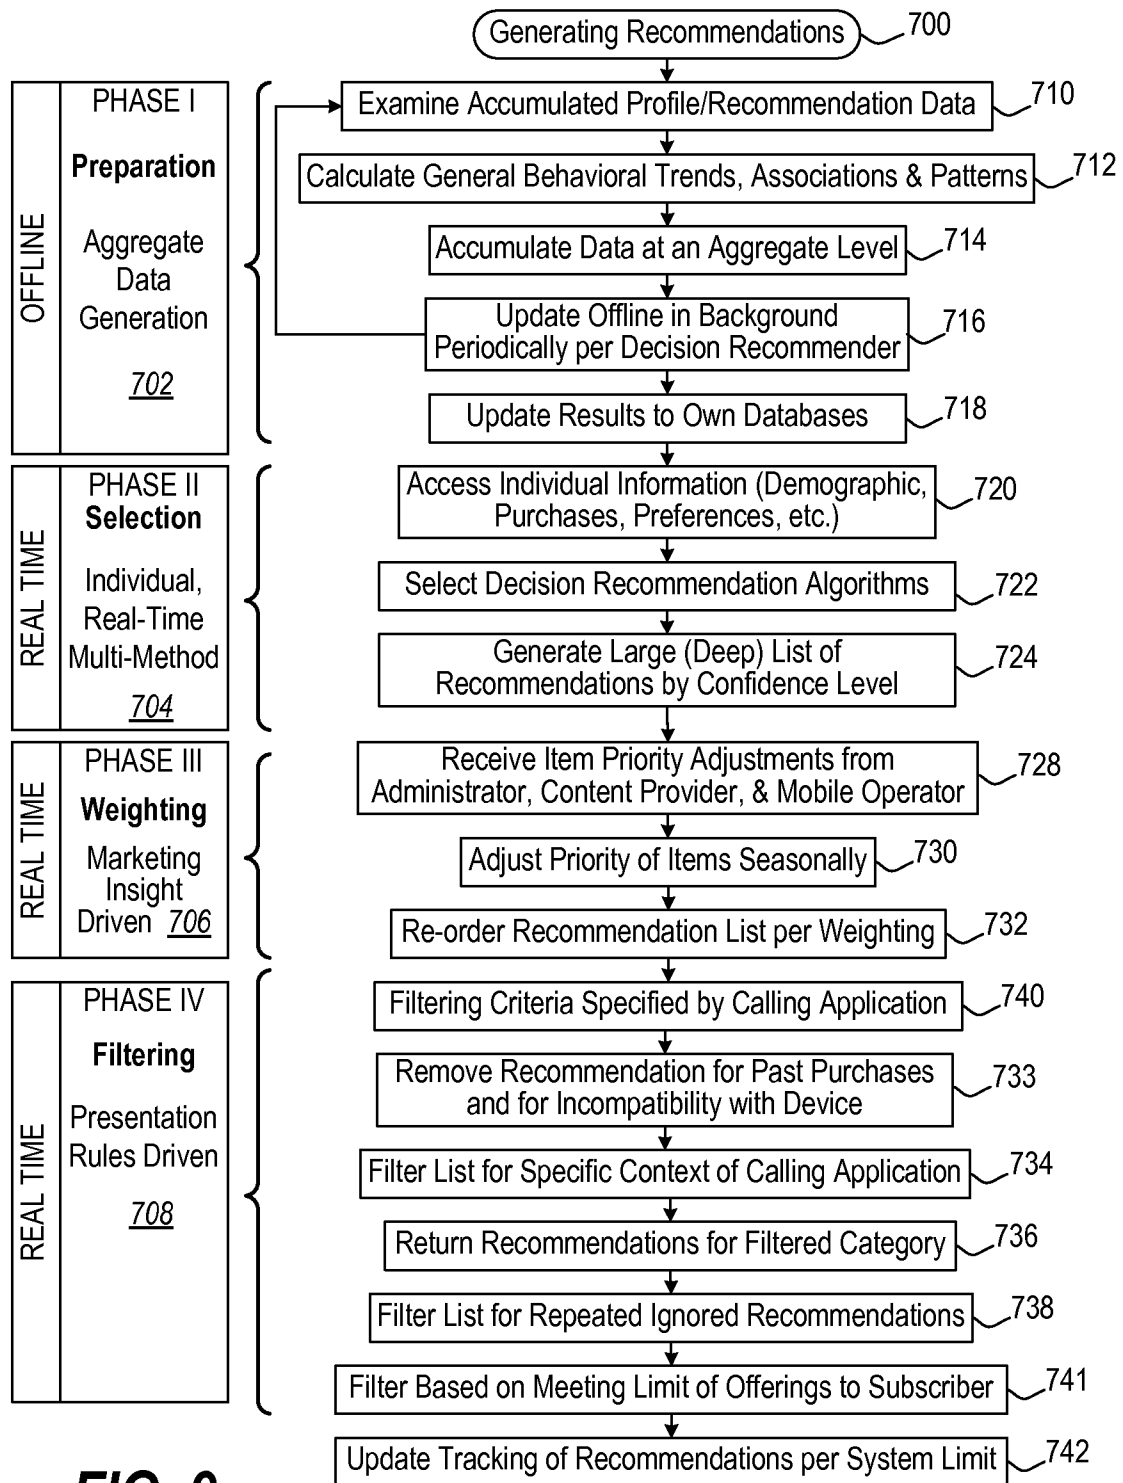 Generating Recommendations
700
OFFLINE
PHASE I
Preparation
Aggregate
Data
Generation
702
Examine Accumulated Profile/Recommendation Data
710
Calculate General Behavioral Trends, Associations & Patterns
712
Accumulate Data at an Aggregate Level
714
Update Offline in Background
Periodically per Decision Recommender
716
Update Results to Own Databases
718
REAL TIME
PHASE II
Selection
Individual,
Real-Time
Multi-Method
704
Access Individual Information (Demographic,
Purchases, Preferences, etc.)
720
Select Decision Recommendation Algorithms
722
Generate Large (Deep) List of
Recommendations by Confidence Level
724
REAL TIME
PHASE III
Weighting
Marketing
Insight
Driven 706
Receive Item Priority Adjustments from
Administrator, Content Provider, & Mobile Operator
728
Adjust Priority of Items Seasonally
730
Re-order Recommendation List per Weighting
732
REAL TIME
PHASE IV
Filtering
Presentation
Rules Driven
708
Filtering Criteria Specified by Calling Application
740
Remove Recommendation for Past Purchases
and for Incompatibility with Device
733
Filter List for Specific Context of Calling Application
734
Return Recommendations for Filtered Category
736
Filter List for Repeated Ignored Recommendations
738
Filter Based on Meeting Limit of Offerings to Subscriber
741
Update Tracking of Recommendations per System Limit
742
FIG.